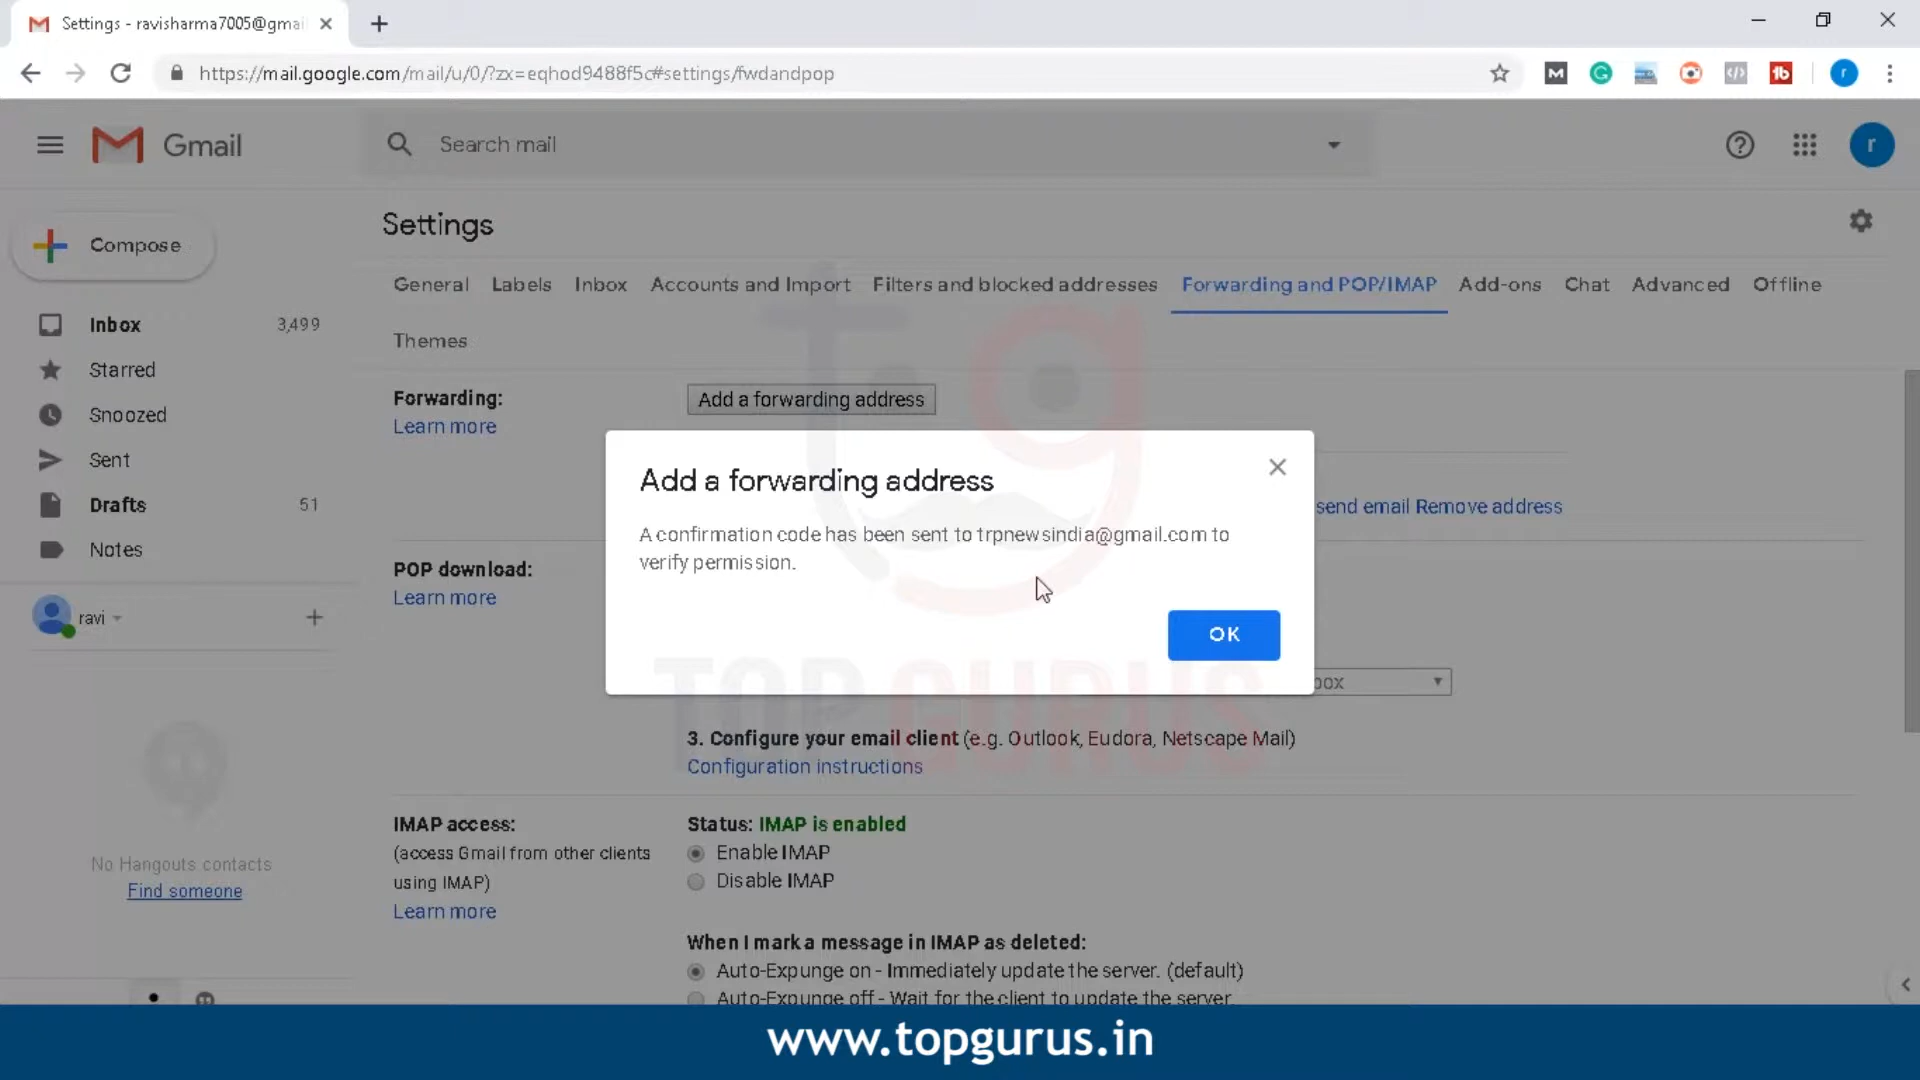 Settings - ravisharma7005@gmai
https://mail.google.com/mail/u/0/?zx=eqhod9488f5c#settings/fwdandpop
r
Gmail
Search mail
r
Compose
Settings
General Labels Inbox Accounts and Import Filters and blocked addresses Forwarding and POP/IMAP Add-ons Chat Advanced Offline
Themes
Inbox 3,499
Starred
Snoozed
Sent
Drafts 51
Notes
ravi
No Hangouts contacts
Find someone
Forwarding:
Learn more
Add a forwarding address
send email Remove address
Add a forwarding address
A confirmation code has been sent to trpnewsindia@gmail.com to
verify permission.
OK
POP download:
Learn more
3. Configure your email client (e.g. Outlook, Eudora, Netscape Mail)
Configuration instructions
IMAP access:
(access Gmail from other clients
using IMAP)
Learn more
Status: IMAP is enabled
Enable IMAP
Disable IMAP
When I mark a message in IMAP as deleted:
Auto-Expunge on - Immediately update the server. (default)
Auto-Expunge off - Wait for the client to update the server.
tg
TOP GURUS
www.topgurus.in